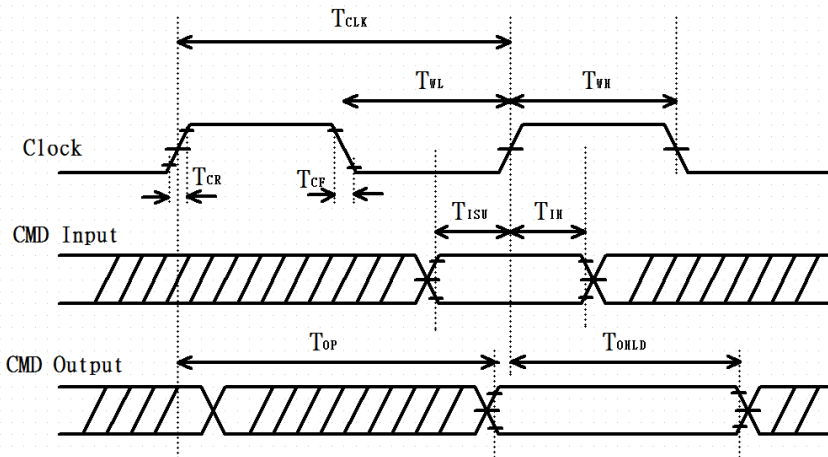 TCLK
TWL TWH
Clock
TCR TCF
TISU TIH
CMD Input
TOP TOHLD
CMD Output